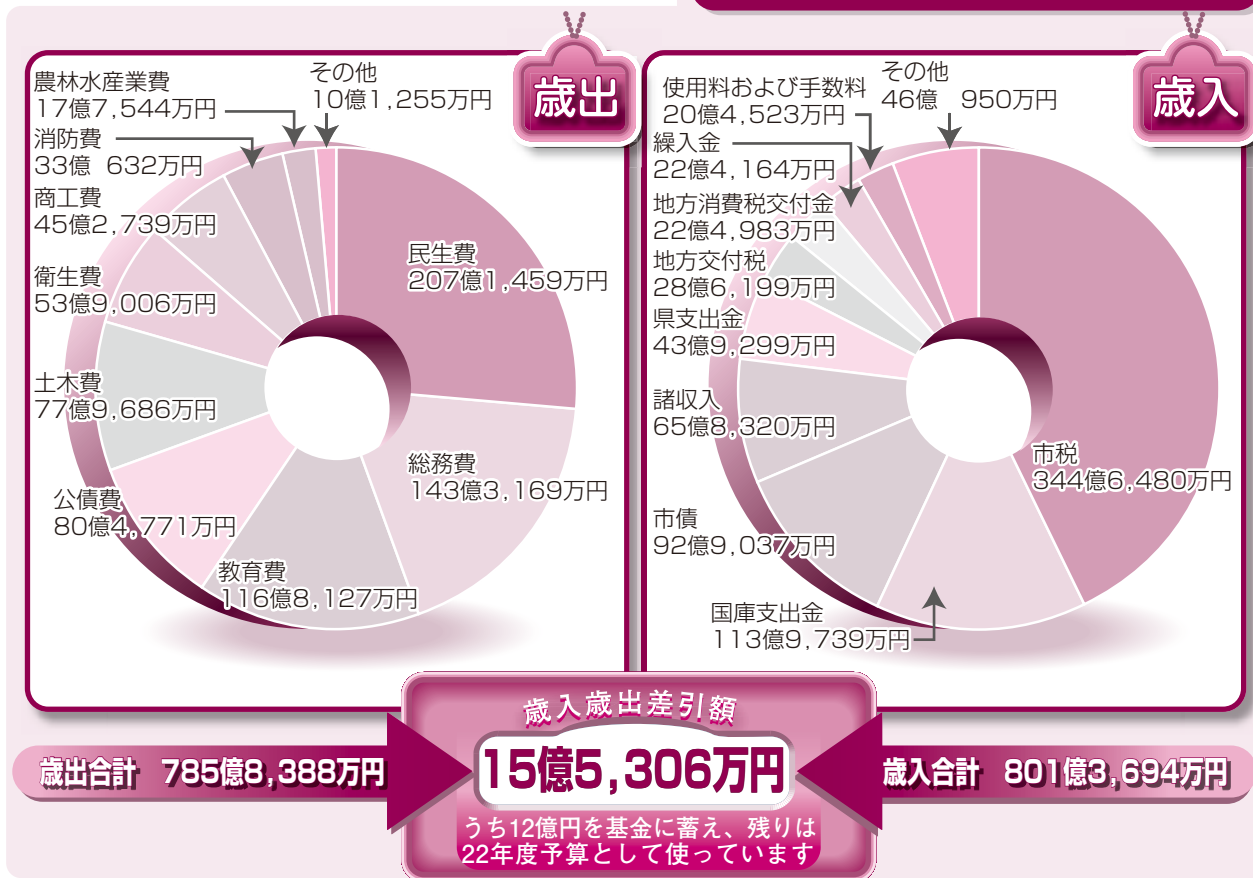 歳出
農林水産業費
17億7,544万円
その他
10億1,255万円
消防費
33億 632万円
商工費
45億2,739万円
衛生費
53億9,006万円
土木費
77億9,686万円
公債費
80億4,771万円
教育費
116億8,127万円
総務費
143億3,169万円
民生費
207億1,459万円
歳入
使用料および手数料
20億4,523万円
その他
46億 950万円
繰入金
22億4,164万円
地方消費税交付金
22億4,983万円
地方交付税
28億6,199万円
県支出金
43億9,299万円
諸収入
65億8,320万円
市債
92億9,037万円
国庫支出金
113億9,739万円
市税
344億6,480万円
歳入歳出差引額
15億5,306万円
うち12億円を基金に蓄え、残りは
22年度予算として使っています
歳出合計 785億8,388万円
歳入合計 801億3,694万円